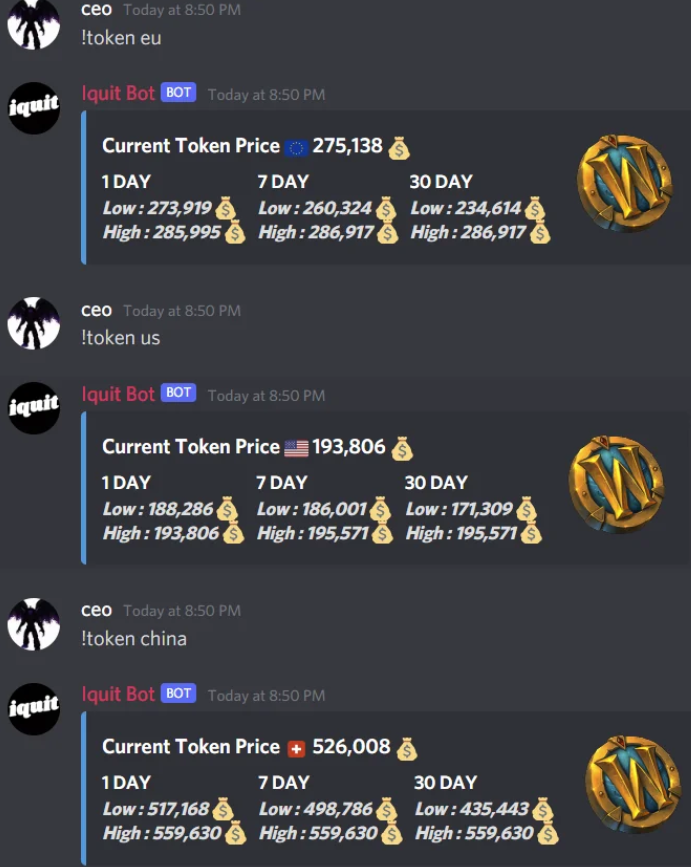 ceo Today at 8:50 PM
!token eu
iquit
Iquit Bot BOT Today at 8:50 PM
Current Token Price 275,138
1 DAY 7 DAY 30 DAY
Low : 273,919 Low : 260,324 Low : 234,614
High : 285,995 High : 286,917 High : 286,917
W
ceo Today at 8:50 PM
!token us
iquit
Iquit Bot BOT Today at 8:50 PM
Current Token Price 193,806
1 DAY 7 DAY 30 DAY
Low : 188,286 Low : 186,001 Low : 171,309
High : 193,806 High : 195,571 High : 195,571
W
ceo Today at 8:50 PM
!token china
iquit
Iquit Bot BOT Today at 8:50 PM
Current Token Price 526,008
1 DAY 7 DAY 30 DAY
Low : 517,168 Low : 498,786 Low : 435,443
High : 559,630 High : 559,630 High : 559,630
W